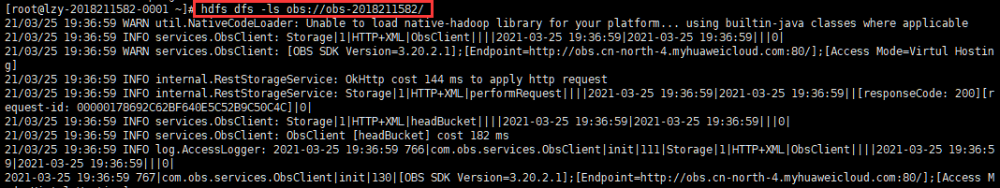 [root@lzy-2018211582-0001 ~]# hdfs dfs -ls obs://obs-2018211582/
21/03/25 19:36:59 WARN util.NativeCodeLoader: Unable to load native-hadoop library for your platform... using builtin-java classes where applicable
21/03/25 19:36:59 INFO services.ObsClient: Storage|1|HTTP+XML|ObsClient||||2021-03-25 19:36:59|2021-03-25 19:36:59|||0|
21/03/25 19:36:59 WARN services.ObsClient: [OBS SDK Version=3.20.2.1];[Endpoint=http://obs.cn-north-4.myhuaweicloud.com:80/];[Access Mode=Virtul Hostin
g]
21/03/25 19:36:59 INFO internal.RestStorageService: OkHttp cost 144 ms to apply http request
21/03/25 19:36:59 INFO internal.RestStorageService: Storage|1|HTTP+XML|performRequest||||2021-03-25 19:36:59|2021-03-25 19:36:59||[responseCode: 200][r
equest-id: 00000178692C62BF640E5C52B9C50C4C]|0|
21/03/25 19:36:59 INFO services.ObsClient: Storage|1|HTTP+XML|headBucket||||2021-03-25 19:36:59|2021-03-25 19:36:59|||0|
21/03/25 19:36:59 INFO services.ObsClient: ObsClient [headBucket] cost 182 ms
21/03/25 19:36:59 INFO log.AccessLogger: 2021-03-25 19:36:59 766|com.obs.services.ObsClient|init|111|Storage|1|HTTP+XML|ObsClient||||2021-03-25 19:36:5
9|2021-03-25 19:36:59|||0|
2021-03-25 19:36:59 767|com.obs.services.ObsClient|init|130|[OBS SDK Version=3.20.2.1];[Endpoint=http://obs.cn-north-4.myhuaweicloud.com:80/];[Access M